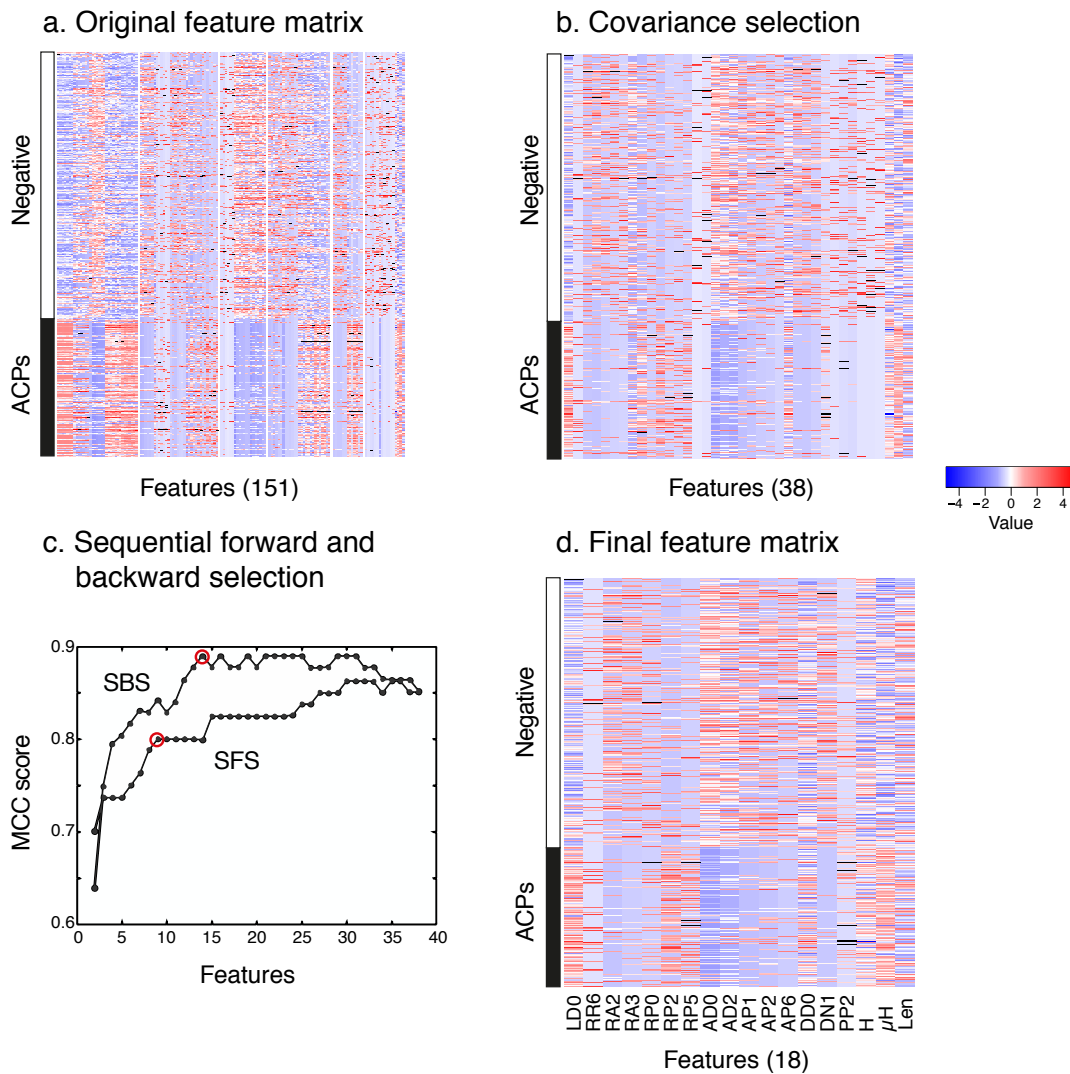 a. Original feature matrix
Negative
ACPs
Features (151)
b. Covariance selection
Negative
ACPs
Features (38)
−4 −2 0 2 4
Value
c. Sequential forward and
backward selection
MCC score
0.9
0.8
0.7
0.6
SBS
SFS
0 5 10 15 20 25 30 35 40
Features
d. Final feature matrix
Negative
ACPs
LD0 RR6 RA2 RA3 RP0 RP2 RP5 AD0 AD2 AP1 AP2 AP6 DD0 DN1 PP2 H μH Len
Features (18)